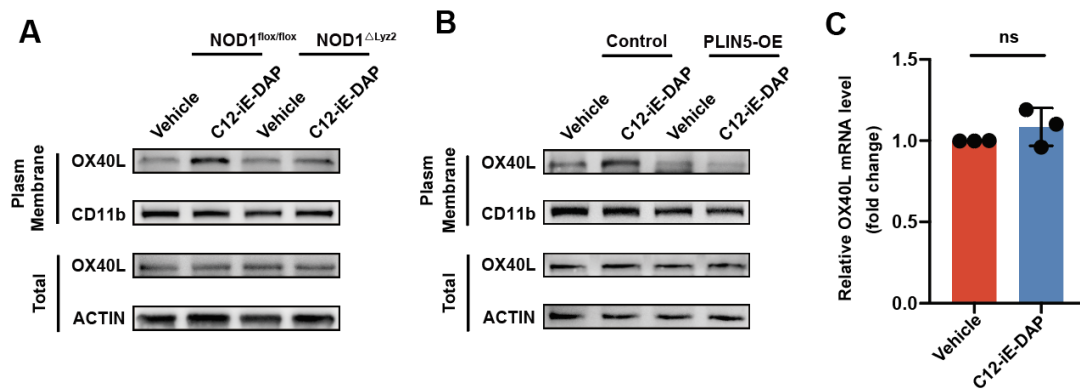 A
NOD1flox/flox NOD1△Lyz2
Vehicle C12-iE-DAP Vehicle C12-iE-DAP
Plasm Membrane
OX40L
CD11b
Total
OX40L
ACTIN
B
Control PLIN5-OE
Vehicle C12-iE-DAP Vehicle C12-iE-DAP
Plasm Membrane
OX40L
CD11b
Total
OX40L
ACTIN
C
ns
Relative OX40L mRNA level
(fold change)
1.5
1.0
0.5
0.0
Vehicle C12-iE-DAP